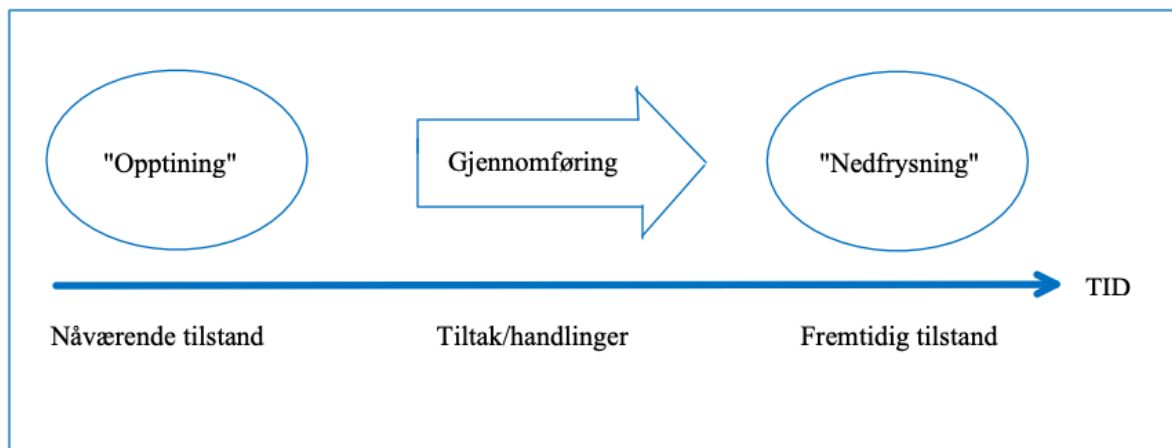 "Opptining"
Gjennomføring
"Nedfrysning"
TID
Nåværende tilstand
Tiltak/handlinger
Fremtidig tilstand